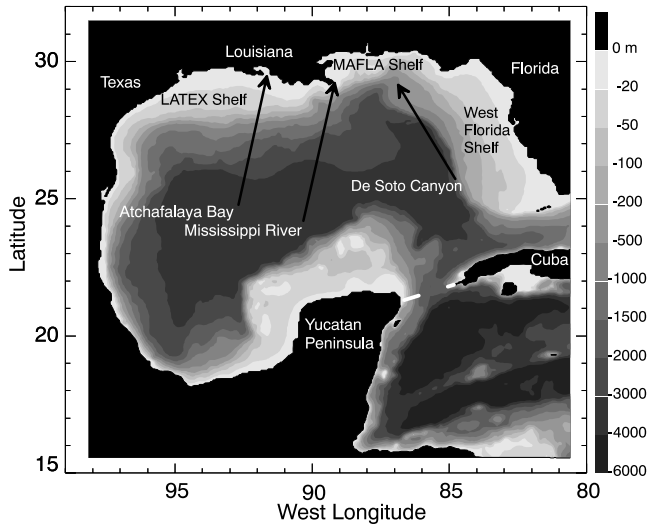 30
25
20
15
Latitude
95
90
85
80
West Longitude
Texas
Louisiana
MAFLA Shelf
Florida
LATEX Shelf
West
Florida
Shelf
De Soto Canyon
Atchafalaya Bay
Mississippi River
Cuba
Yucatan
Peninsula
0 m
-20
-50
-100
-200
-500
-1000
-2000
-3000
-4000
-6000